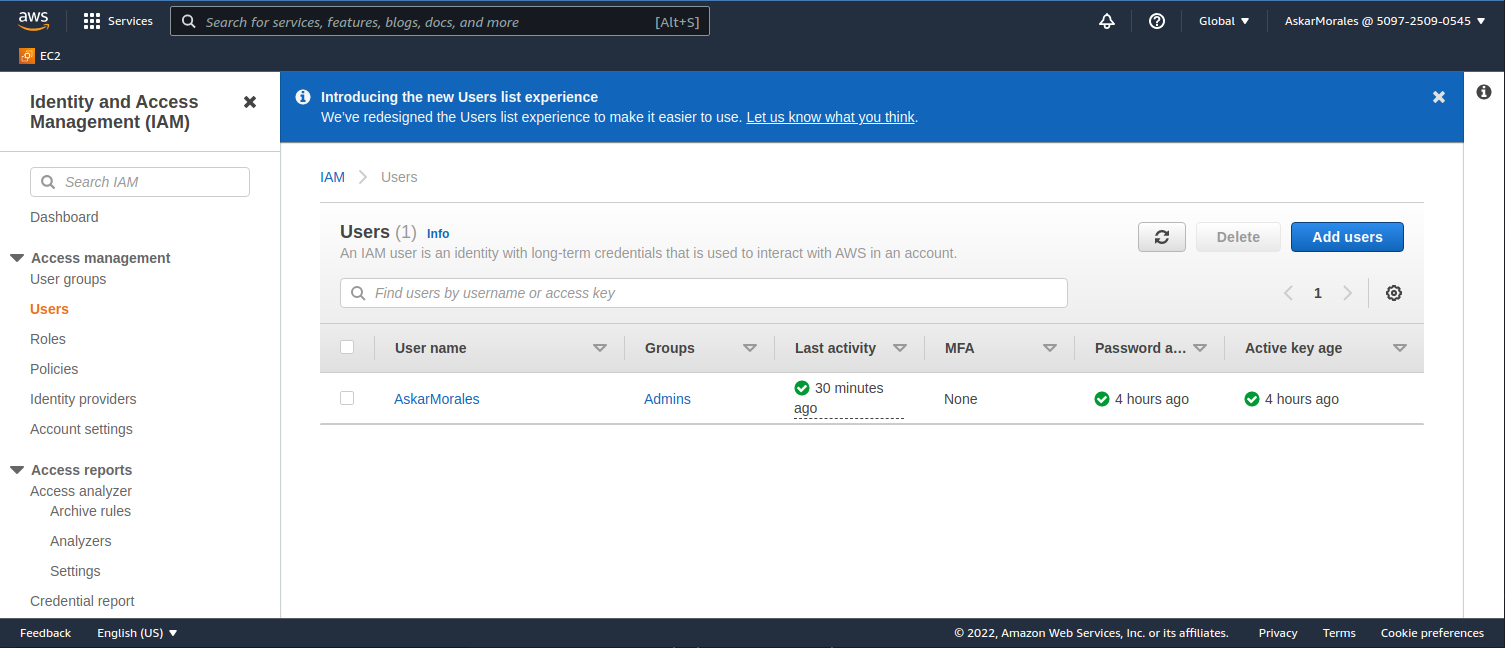 aws
Services
Search for services, features, blogs, docs, and more
[Alt+S]
Global
AskarMorales @ 5097-2509-0545
EC2
Identity and Access
Management (IAM)
Search IAM
Dashboard
Access management
User groups
Users
Roles
Policies
Identity providers
Account settings
Access reports
Access analyzer
Archive rules
Analyzers
Settings
Credential report
Introducing the new Users list experience
We've redesigned the Users list experience to make it easier to use. Let us know what you think.
IAM Users
Users (1) Info
An IAM user is an identity with long-term credentials that is used to interact with AWS in an account.
Delete
Add users
Find users by username or access key
1
User name Groups Last activity MFA Password a... Active key age
AskarMorales Admins 30 minutes ago None 4 hours ago 4 hours ago
Feedback English (US) © 2022, Amazon Web Services, Inc. or its affiliates. Privacy Terms Cookie preferences